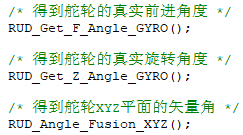 /* 得到舵轮的真实前进角度 */
RUD_Get_F_Angle_GYRO();
/* 得到舵轮的真实旋转角度 */
RUD_Get_Z_Angle_GYRO();
/* 得到舵轮XYZ平面的矢量角 */
RUD_Angle_Fusion_XYZ();